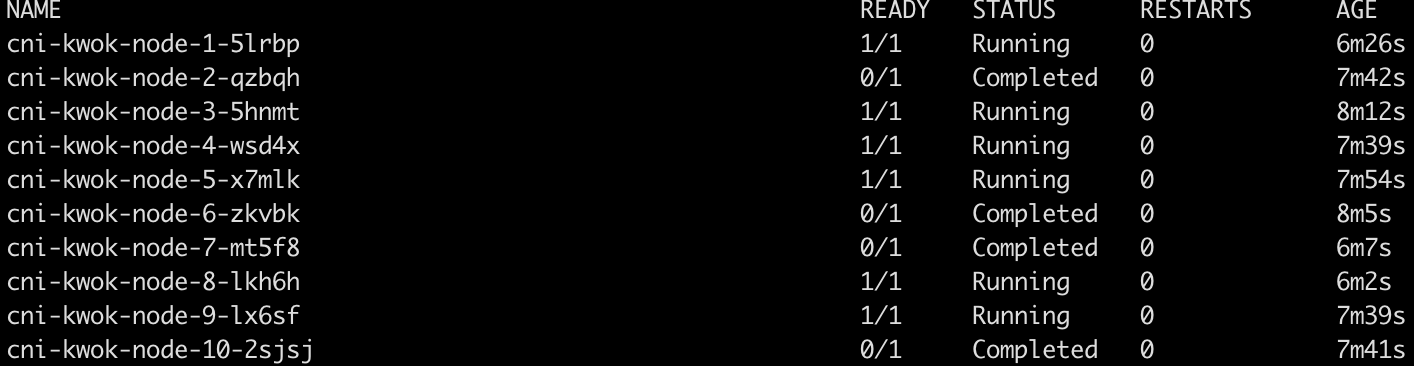 NAME READY STATUS RESTARTS AGE
cni-kwok-node-1-5lrbp 1/1 Running 0 6m26s
cni-kwok-node-2-qzbqh 0/1 Completed 0 7m42s
cni-kwok-node-3-5hnmt 1/1 Running 0 8m12s
cni-kwok-node-4-wsd4x 1/1 Running 0 7m39s
cni-kwok-node-5-x7mlk 1/1 Running 0 7m54s
cni-kwok-node-6-zkvbk 0/1 Completed 0 8m5s
cni-kwok-node-7-mt5f8 0/1 Completed 0 6m7s
cni-kwok-node-8-lkh6h 1/1 Running 0 6m2s
cni-kwok-node-9-lx6sf 1/1 Running 0 7m39s
cni-kwok-node-10-2sjsj 0/1 Completed 0 7m41s